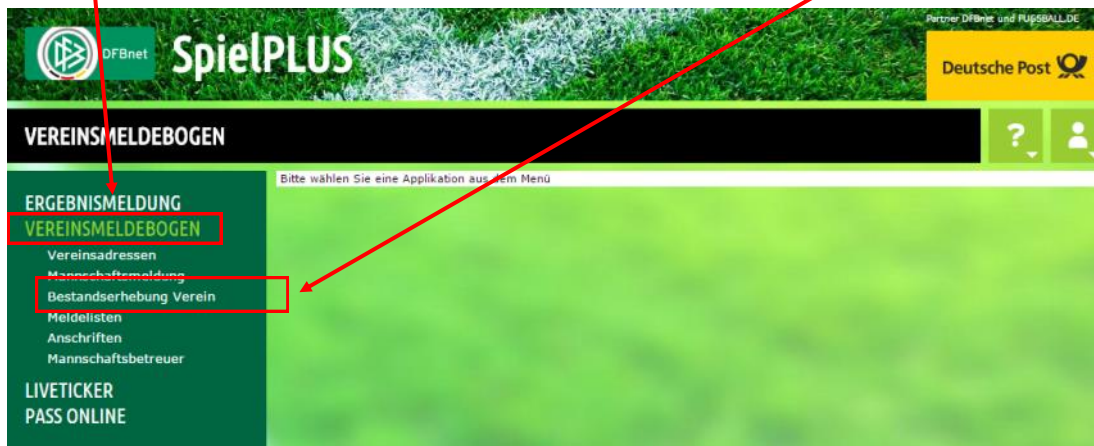 Partner DFBnet und FUSSBALL.DE
DFBnet
SpielPLUS
Deutsche Post
VEREINSMELDEBOGEN
?
Bitte wählen Sie eine Applikation aus dem Menü
ERGEBNISMELDUNG
VEREINSMELDEBOGEN
Vereinsadressen
Mannschaftsmeldung
Bestandserhebung Verein
Meldelisten
Anschriften
Mannschaftsbetreuer
LIVETICKER
PASS ONLINE